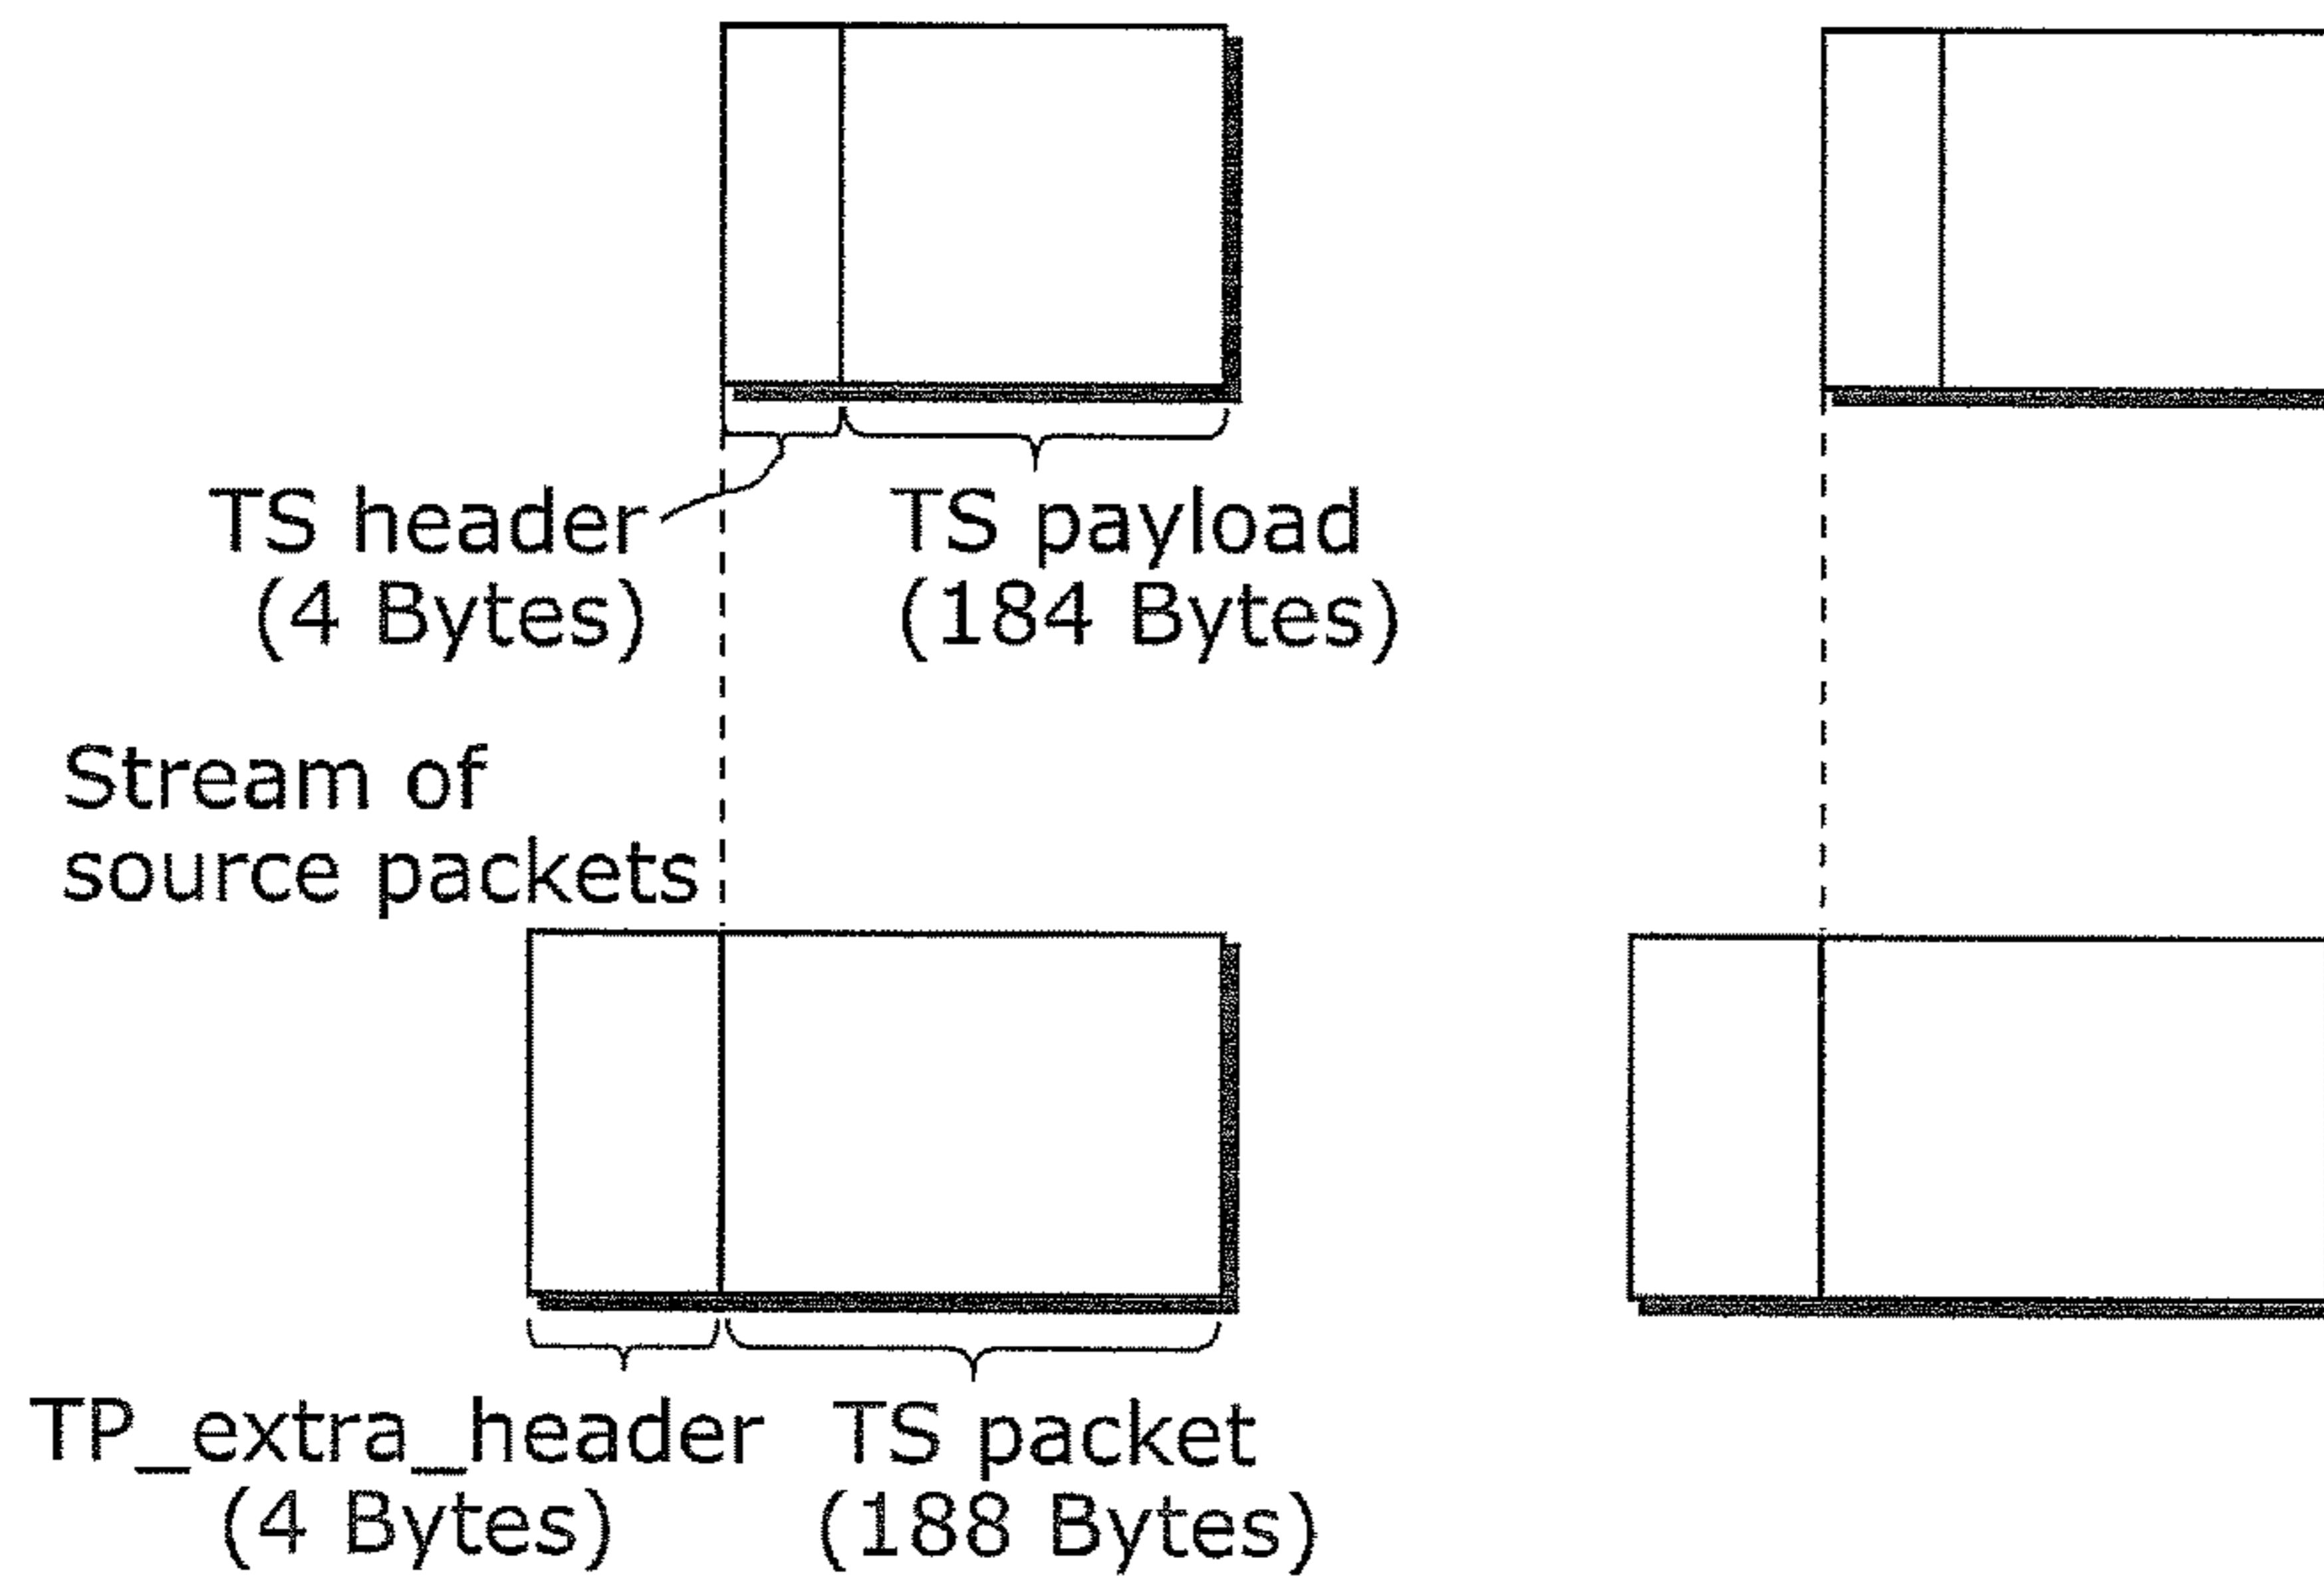 TS header
(4 Bytes)
TS payload
(184 Bytes)
Stream of
source packets
TP_extra_header
(4 Bytes)
TS packet
(188 Bytes)